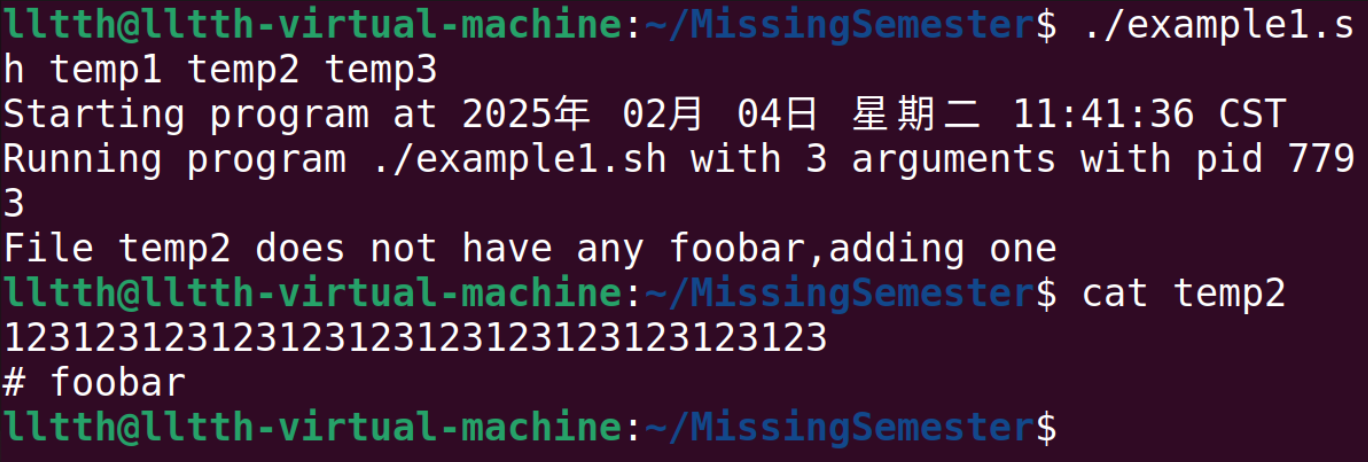 lltth@lltth-virtual-machine:~/MissingSemester$ ./example1.s
h temp1 temp2 temp3
Starting program at 2025年 02月 04日 星期二 11:41:36 CST
Running program ./example1.sh with 3 arguments with pid 779
3
File temp2 does not have any foobar,adding one
lltth@lltth-virtual-machine:~/MissingSemester$ cat temp2
123123123123123123123123123123123123
# foobar
lltth@lltth-virtual-machine:~/MissingSemester$